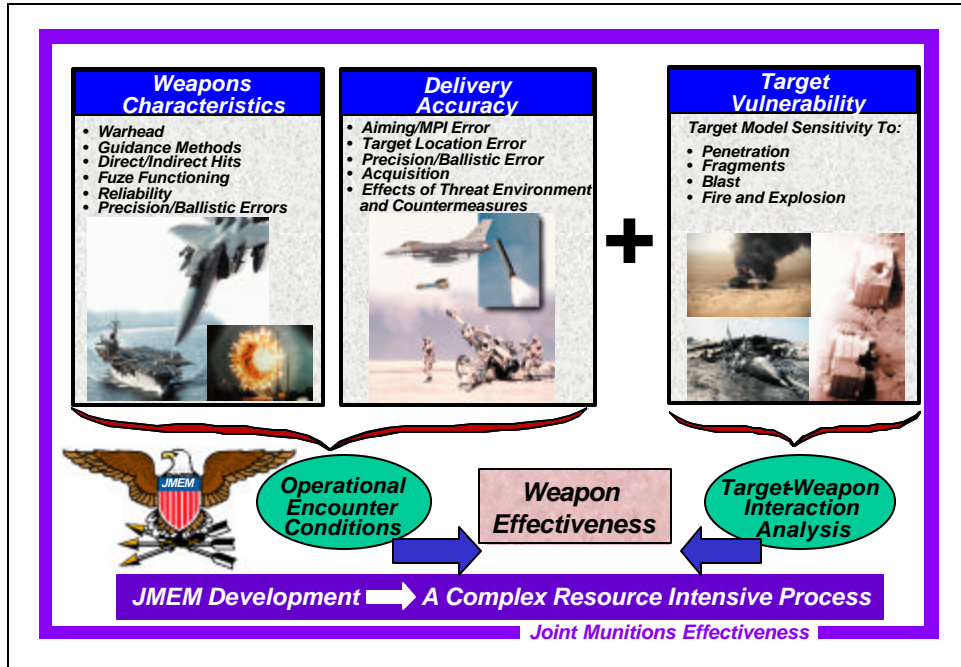 Weapons
Characteristics
• Warhead
• Guidance Methods
• Direct/Indirect Hits
• Fuze Functioning
• Reliability
• Precision/Ballistic Errors
Delivery
Accuracy
• Aiming/MPI Error
• Target Location Error
• Precision/Ballistic Error
• Acquisition
• Effects of Threat Environment
and Countermeasures
+
Target
Vulnerability
Target Model Sensitivity To:
• Penetration
• Fragments
• Blast
• Fire and Explosion
JMEM
Operational
Encounter
Conditions
Weapon
Effectiveness
Target-Weapon
Interaction
Analysis
JMEM Development A Complex Resource Intensive Process
Joint Munitions Effectiveness